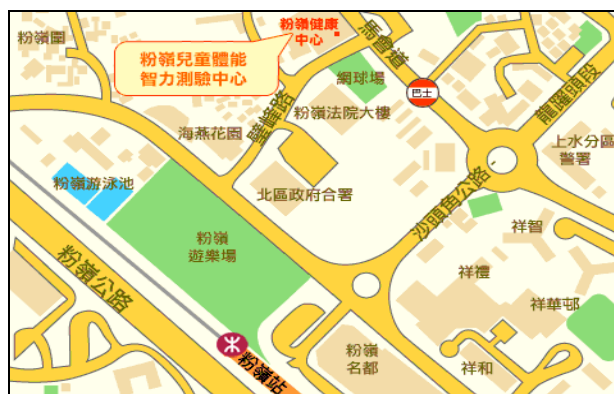 粉嶺圍
粉嶺健康
中心
粉嶺兒童體能
智力測驗中心
馬會道
網球場
巴士
龍躍頭段
璧峰路
粉嶺法院大樓
海燕花園
上水分區
警署
粉嶺游泳池
北區政府合署
沙頭角公路
祥智
粉嶺
遊樂場
粉嶺公路
祥禮
祥華邨
粉嶺站
粉嶺
名都
祥和